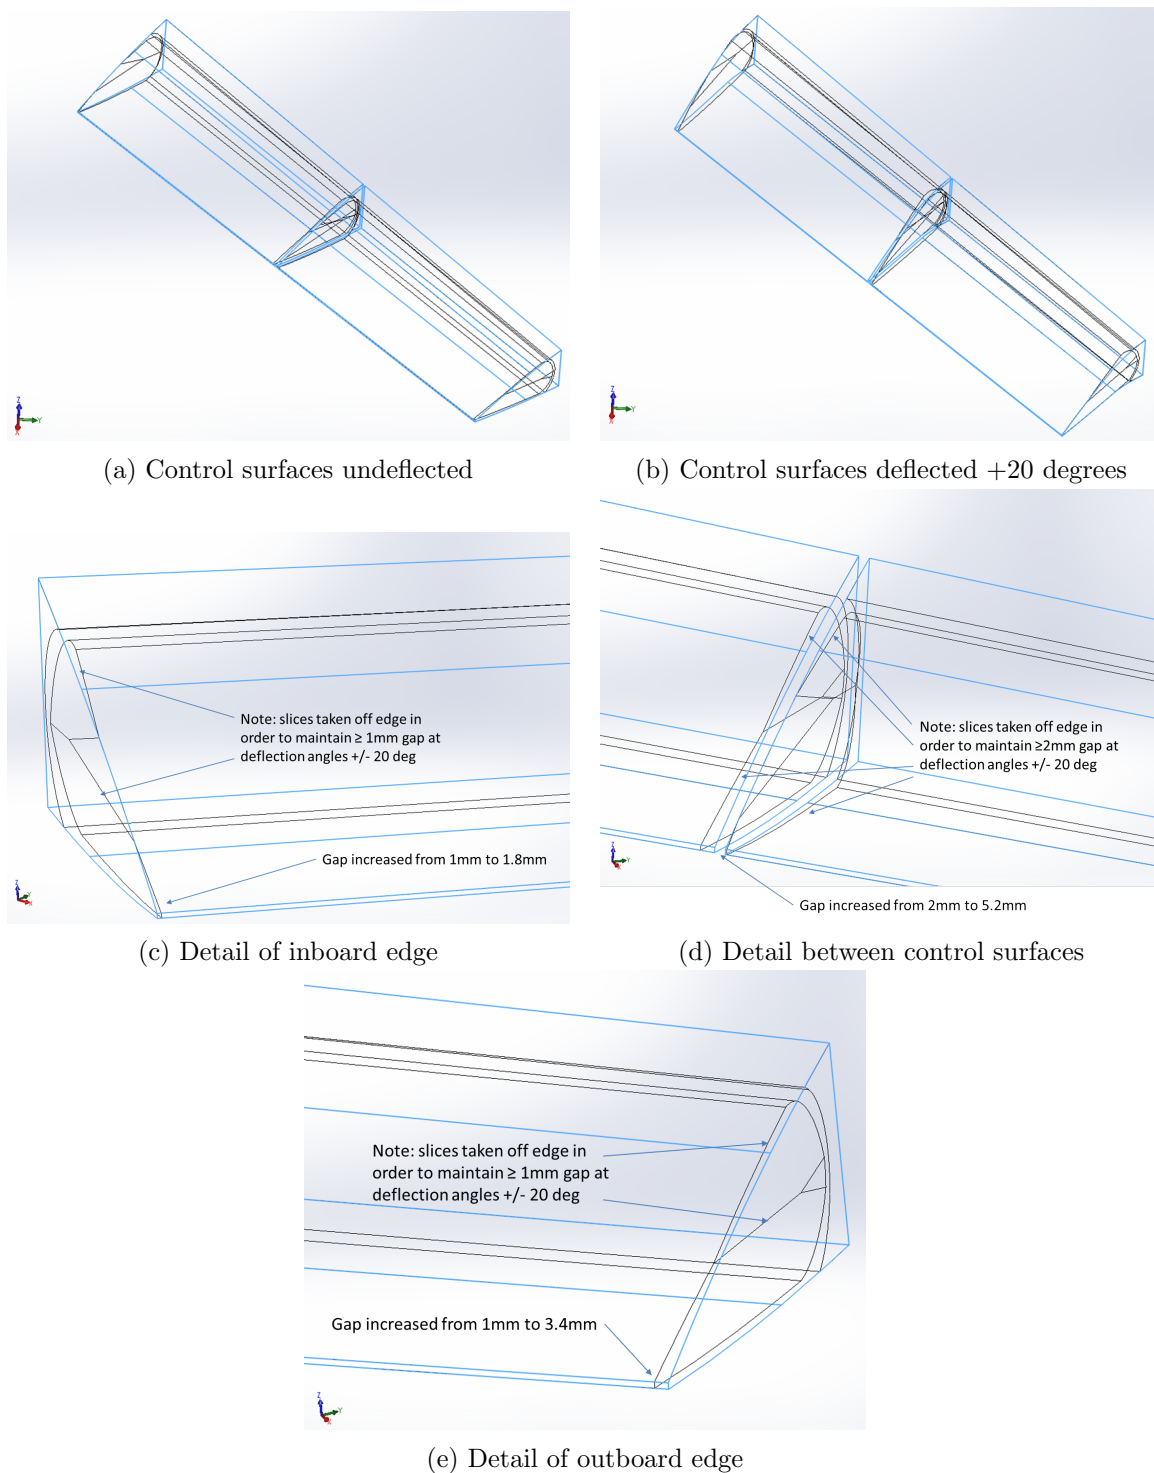 Z
Y
X
Z
Y
X
(a) Control surfaces undeflected
(b) Control surfaces deflected +20 degrees
Note: slices taken off edge in
order to maintain ≥ 1mm gap at
deflection angles +/- 20 deg
Gap increased from 1mm to 1.8mm
Z
Y
X
(c) Detail of inboard edge
Note: slices taken off edge in
order to maintain ≥2mm gap at
deflection angles +/- 20 deg
Z
Y
X
Gap increased from 2mm to 5.2mm
(d) Detail between control surfaces
Note: slices taken off edge in
order to maintain ≥ 1mm gap at
deflection angles +/- 20 deg
Gap increased from 1mm to 3.4mm
Z
Y
X
(e) Detail of outboard edge